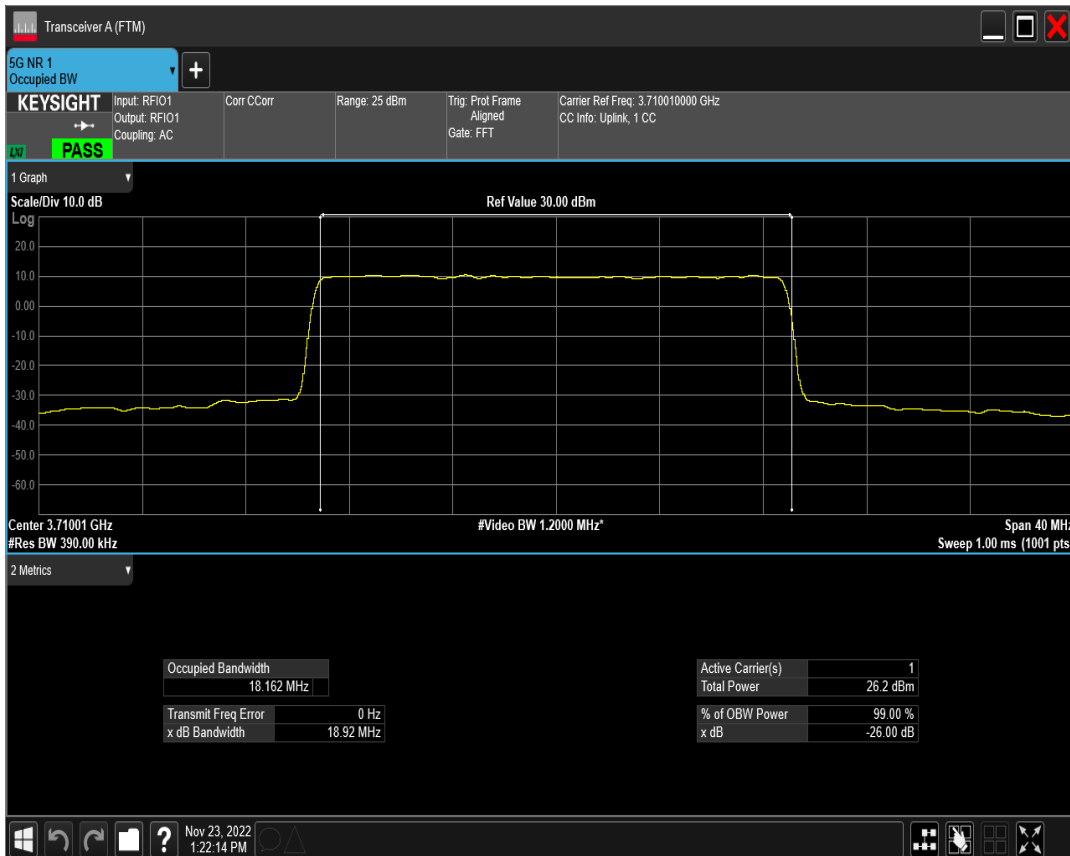 Transceiver A (FTM)
5G NR 1
Occupied BW
+
KEYSIGHT
LXI
PASS
Input: RFIO1
Output: RFIO1
Coupling: AC
Corr CCorr
Range: 25 dBm
Trig: Prot Frame
Aligned
Gate: FFT
Carrier Ref Freq: 3.710010000 GHz
CC Info: Uplink, 1 CC
1 Graph
Scale/Div 10.0 dB
Ref Value 30.00 dBm
Log
20.0
10.0
0.00
-10.0
-20.0
-30.0
-40.0
-50.0
-60.0
Center 3.71001 GHz
#Video BW 1.2000 MHz*
Span 40 MHz
#Res BW 390.00 kHz
Sweep 1.00 ms (1001 pts
2 Metrics
Occupied Bandwidth
18.162 MHz
Transmit Freq Error 0 Hz
x dB Bandwidth 18.92 MHz
Active Carrier(s) 1
Total Power 26.2 dBm
% of OBW Power 99.00 %
x dB -26.00 dB
?
Nov 23, 2022
1:22:14 PM